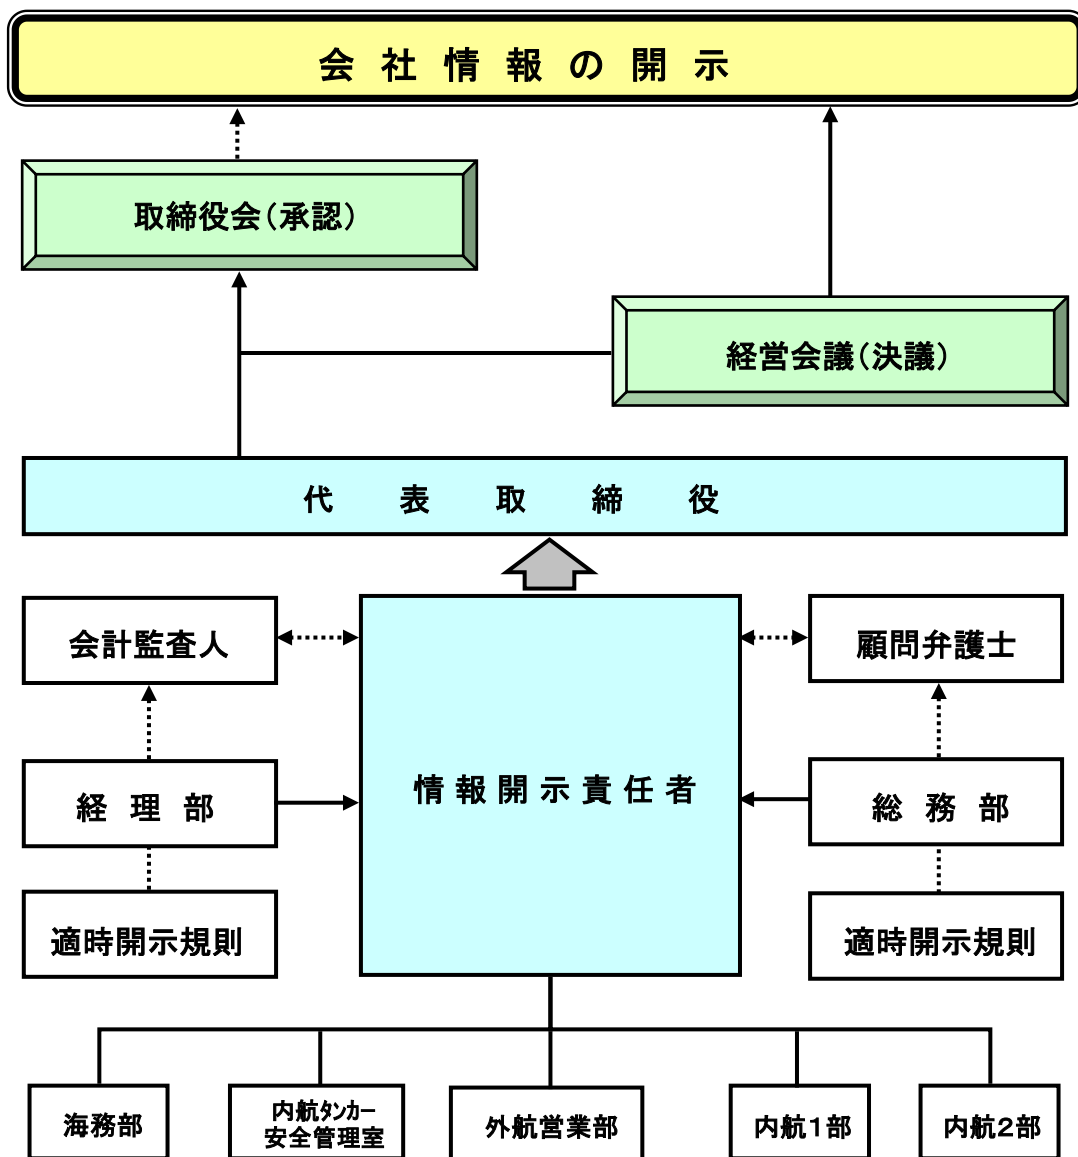 会社情報の開示
取締役会（承認）
経営会議（決議）
代表取締役
会計監査人
顧問弁護士
情報開示責任者
経理部
総務部
適時開示規則
適時開示規則
海務部
内航ﾀﾝｶｰ
安全管理室
外航営業部
内航１部
内航２部